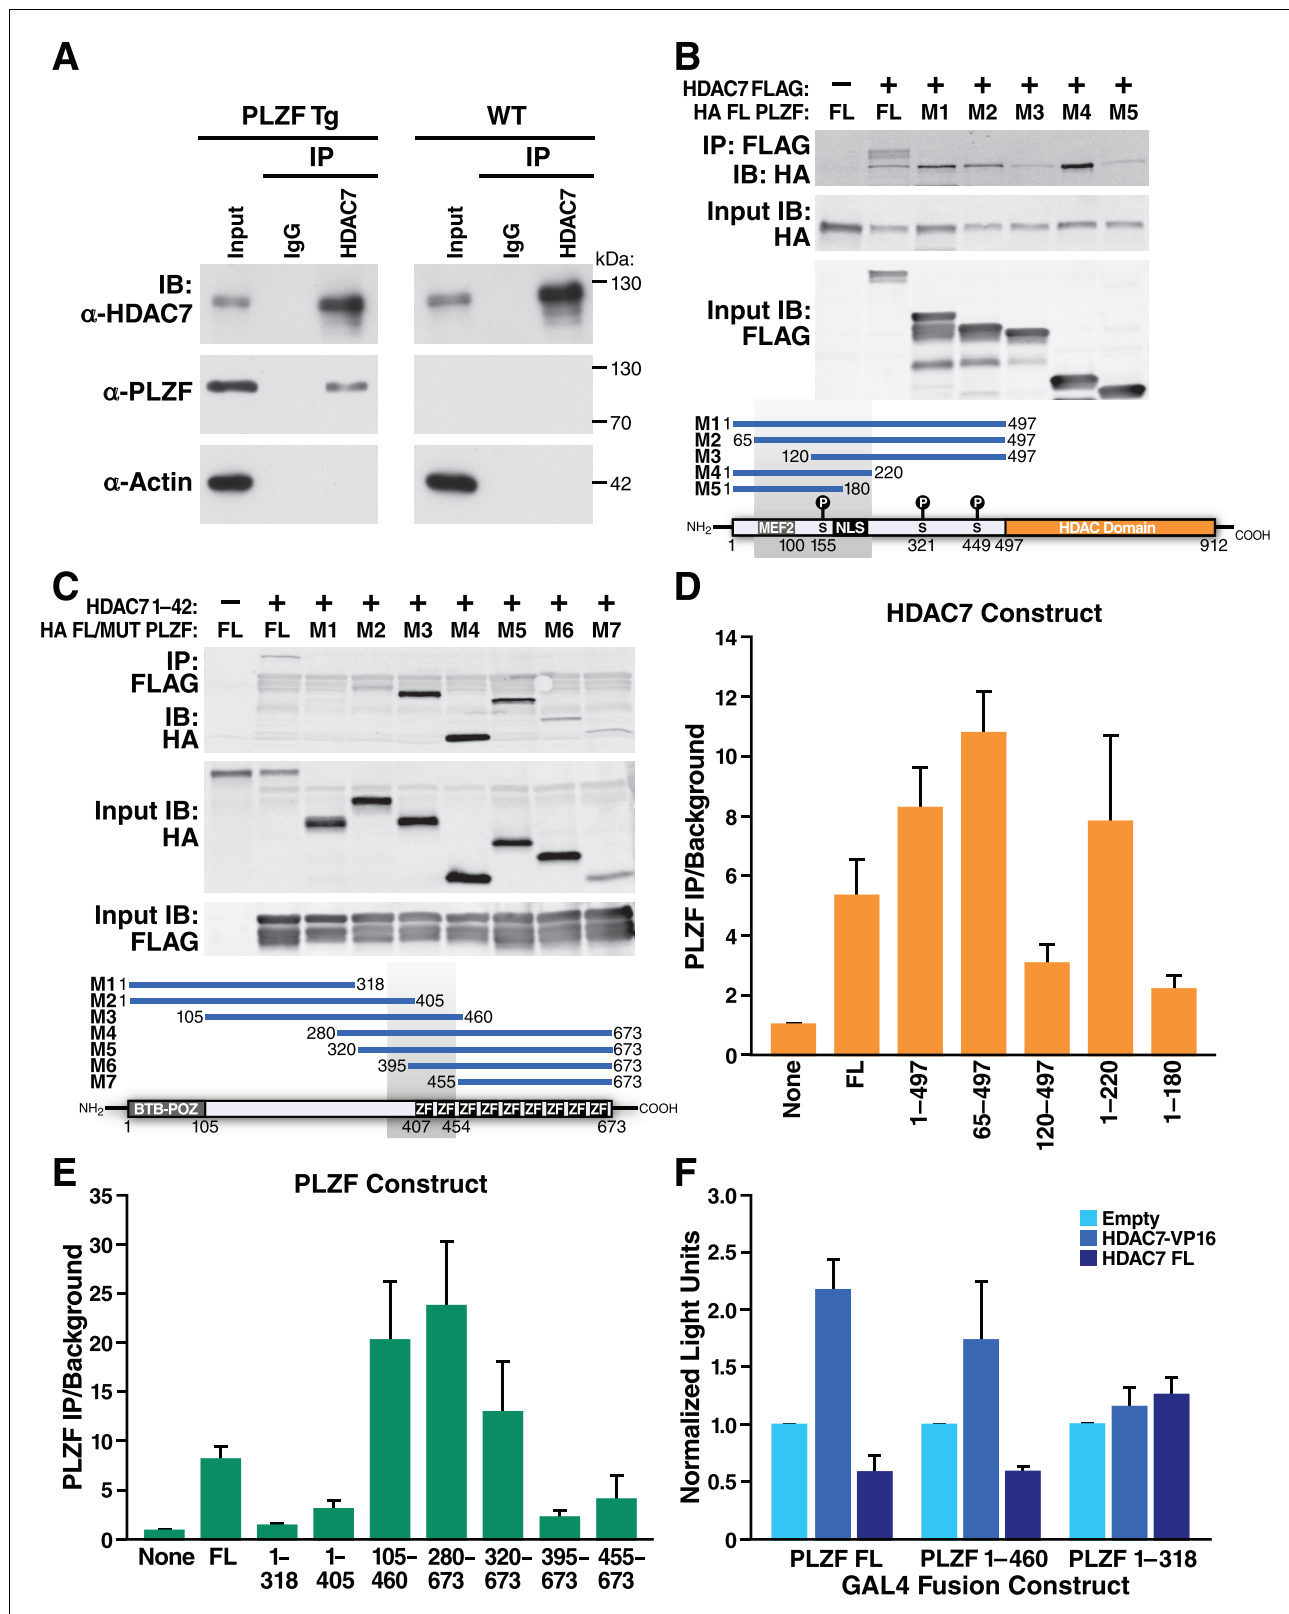 A
PLZF Tg
WT
IP
IP
Input
IgG
HDAC7
Input
IgG
HDAC7
kDa:
IB:
α-HDAC7
130
α-PLZF
130
70
α-Actin
42
B
HDAC7 FLAG: − + + + + + +
HA FL PLZF: FL FL M1 M2 M3 M4 M5
IP: FLAG
IB: HA
Input IB:
HA
Input IB:
FLAG
M1 1 497
M2 65 497
M3 120 497
M4 1 220
M5 1 180
P P P
NH2 MEF2 S NLS S S HDAC Domain COOH
1 100 155 321 449 497 912
C
HDAC7 1–42: − + + + + + + + +
HA FL/MUT PLZF: FL FL M1 M2 M3 M4 M5 M6 M7
IP:
FLAG
IB:
HA
Input IB:
HA
Input IB:
FLAG
M1 1 318
M2 1 405
M3 105 460
M4 280 673
M5 320 673
M6 395 673
M7 455 673
NH2 BTB-POZ ZF ZF ZF ZF ZF ZF ZF ZF ZF COOH
1 105 407 454 673
D
HDAC7 Construct
PLZF IP/Background
14
12
10
8
6
4
2
0
None
FL
1–497
65–497
120–497
1–220
1–180
E
PLZF Construct
PLZF IP/Background
35
30
25
20
15
10
5
0
None FL 1– 1– 105– 280– 320– 395– 455–
318 405 460 673 673 673 673
F
Normalized Light Units
3.0
2.5
2.0
1.5
1.0
0.5
0
Empty
HDAC7-VP16
HDAC7 FL
PLZF FL PLZF 1–460 PLZF 1–318
GAL4 Fusion Construct